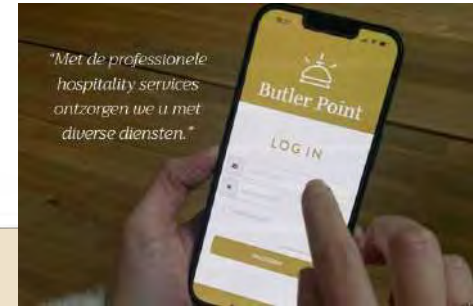 "Met de professionele
hospitality services
ontzorgen we u met
diverse diensten."
Butler Point
LOG IN